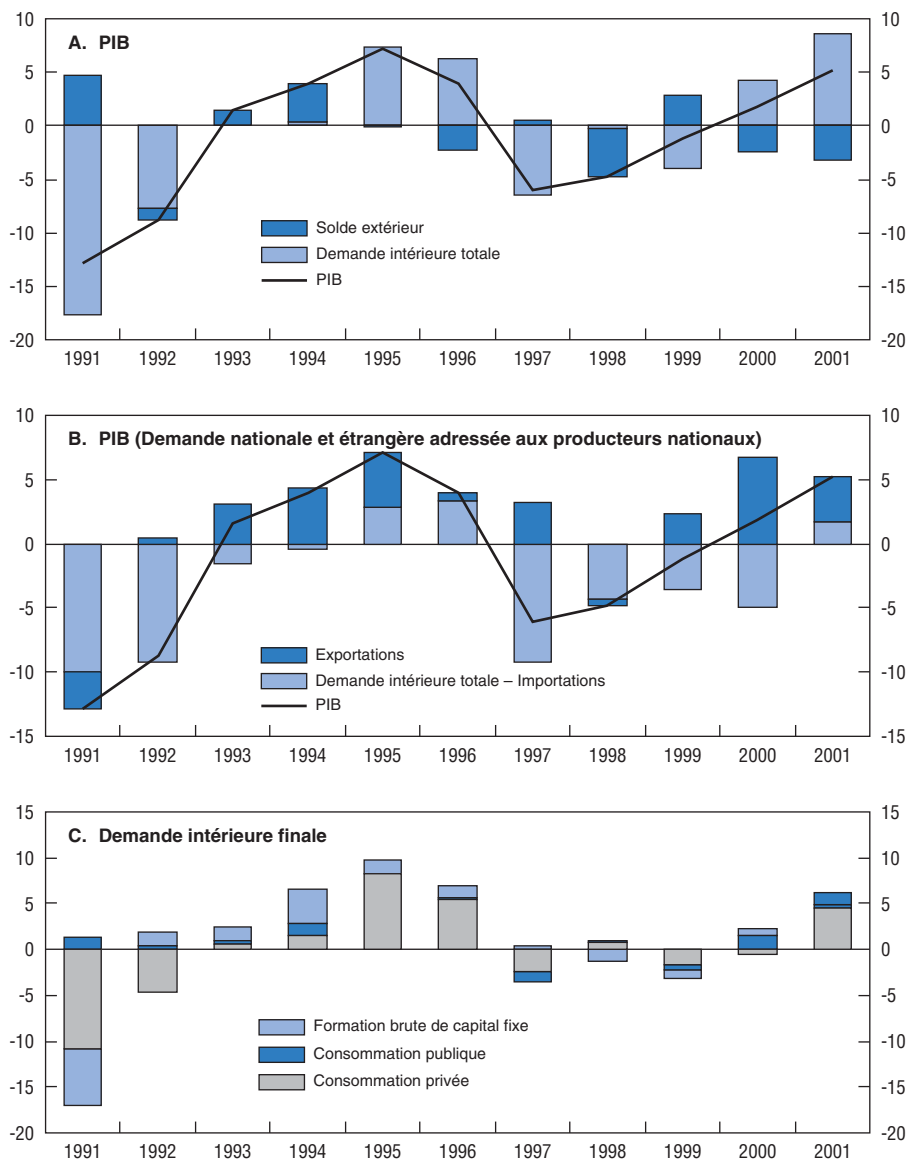 A. PIB
10 10
5 5
0 0
-5 -5
-10 -10
-15 -15
-20 -20
Solde extérieur
Demande intérieure totale
PIB
1991 1992 1993 1994 1995 1996 1997 1998 1999 2000 2001
B. PIB (Demande nationale et étrangère adressée aux producteurs nationaux)
10 10
5 5
0 0
-5 -5
-10 -10
-15 -15
Exportations
Demande intérieure totale – Importations
PIB
1991 1992 1993 1994 1995 1996 1997 1998 1999 2000 2001
C. Demande intérieure finale
15 15
10 10
5 5
0 0
-5 -5
-10 -10
-15 -15
-20 -20
Formation brute de capital fixe
Consommation publique
Consommation privée
1991 1992 1993 1994 1995 1996 1997 1998 1999 2000 2001